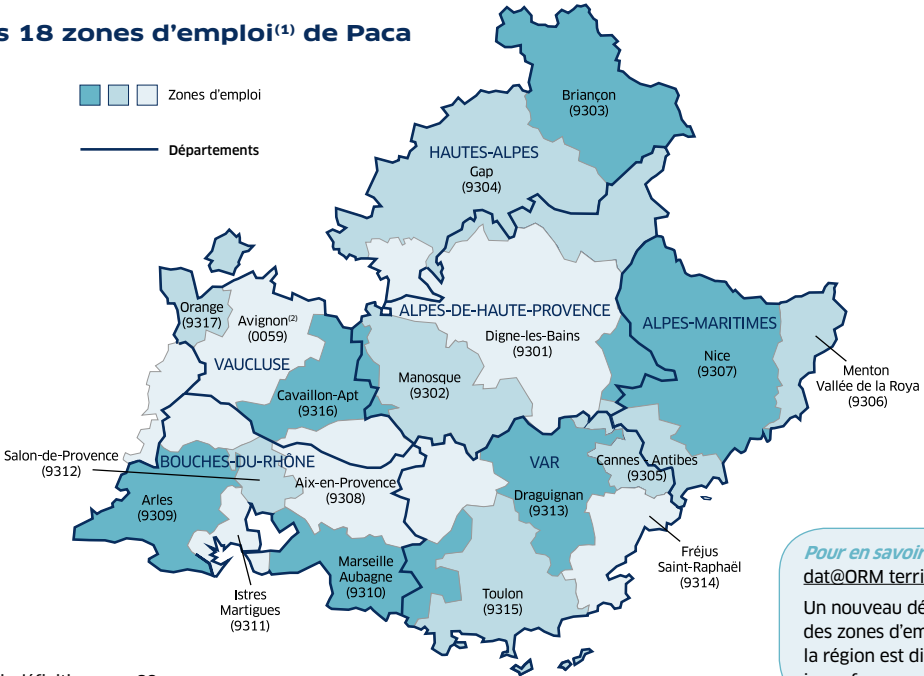 s 18 zones d'emploi(1) de Paca
Zones d'emploi
Départements
Briançon
(9303)
HAUTES-ALPES
Gap
(9304)
Orange
(9317)
Avignon(2)
(0059)
VAUCLUSE
ALPES-DE-HAUTE-PROVENCE
Digne-les-Bains
(9301)
ALPES-MARITIMES
Nice
(9307)
Menton
Vallée de la Roya
(9306)
Manosque
(9302)
Cavaillon-Apt
(9316)
Salon-de-Provence
(9312)
BOUCHES-DU-RHÔNE
Aix-en-Provence
(9308)
VAR
Cannes - Antibes
(9305)
Draguignan
(9313)
Arles
(9309)
Marseille
Aubagne
(9310)
Fréjus
Saint-Raphaël
(9314)
Istres
Martigues
(9311)
Toulon
(9315)
Pour en savoir
dat@ORM terri
Un nouveau dé
des zones d'em
la région est di